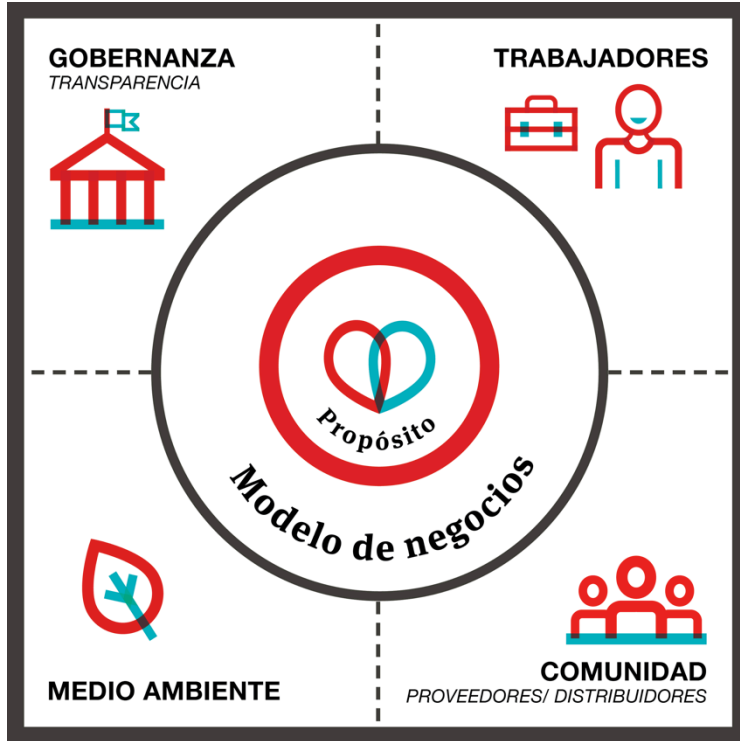 GOBERNANZA
TRANSPARENCIA
TRABAJADORES
Propósito
Modelo de negocios
MEDIO AMBIENTE
COMUNIDAD
PROVEEDORES/ DISTRIBUIDORES